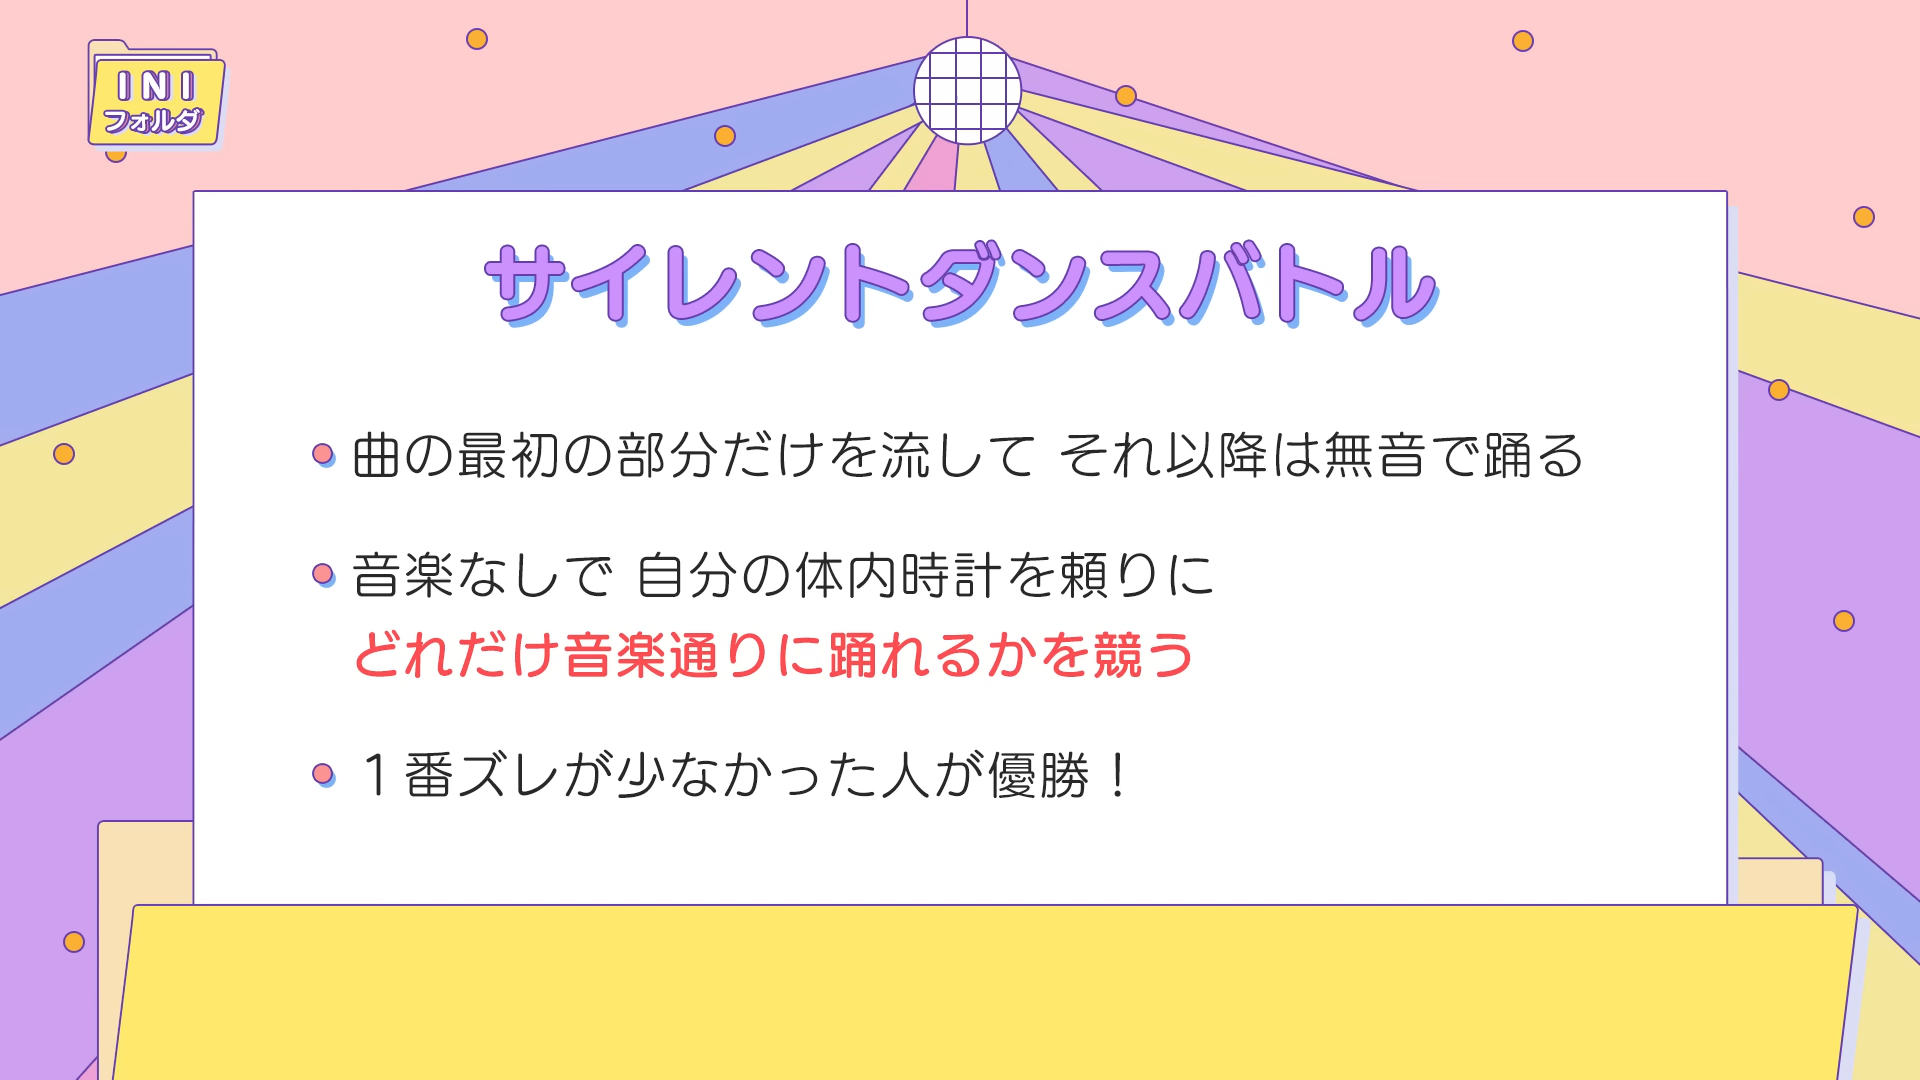 INI
フォルダ
サイレントダンスバトル
曲の最初の部分だけを流して それ以降は無音で踊る
音楽なしで 自分の体内時計を頼りに
どれだけ音楽通りに踊れるかを競う
１番ズレが少なかった人が優勝！